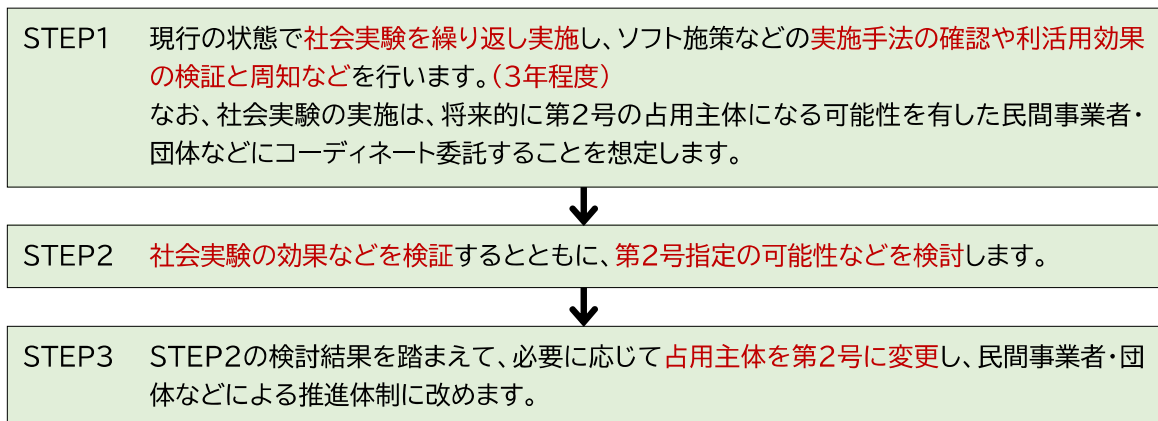 STEP1 現行の状態で社会実験を繰り返し実施し、ソフト施策などの実施手法の確認や利活用効果
の検証と周知などを行います。(3年程度)
なお、社会実験の実施は、将来的に第2号の占用主体になる可能性を有した民間事業者・
団体などにコーディネート委託することを想定します。
STEP2 社会実験の効果などを検証するとともに、第2号指定の可能性などを検討します。
STEP3 STEP2の検討結果を踏まえて、必要に応じて占用主体を第2号に変更し、民間事業者・団
体などによる推進体制に改めます。